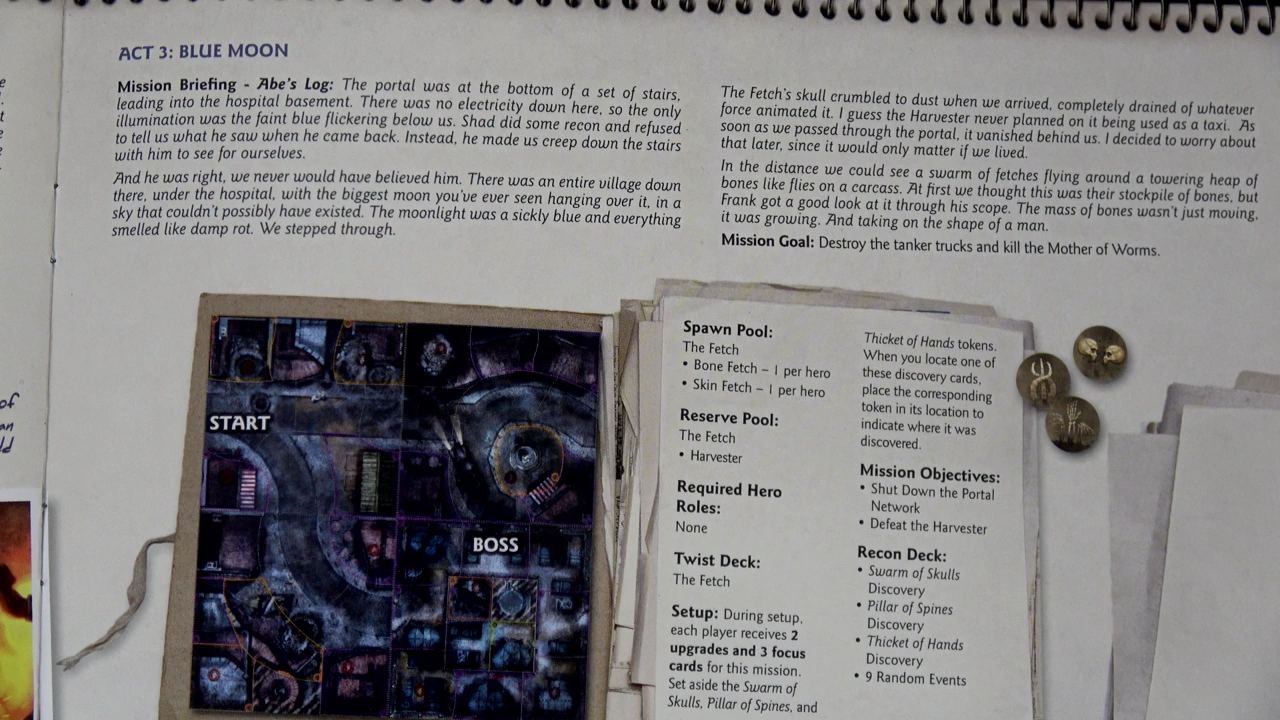 ACT 3: BLUE MOON
Mission Briefing - Abe's Log: The portal was at the bottom of a set of stairs,
leading into the hospital basement. There was no electricity down here, so the only
illumination was the faint blue flickering below us. Shad did some recon and refused
to tell us what he saw when he came back. Instead, he made us creep down the stairs
with him to see for ourselves.
And he was right, we never would have believed him. There was an entire village down
there, under the hospital, with the biggest moon you've ever seen hanging over it, in a
sky that couldn't possibly have existed. The moonlight was a sickly blue and everything
smelled like damp rot. We stepped through.
The Fetch's skull crumbled to dust when we arrived, completely drained of whatever
force animated it. I guess the Harvester never planned on it being used as a taxi. As
soon as we passed through the portal, it vanished behind us. I decided to worry about
that later, since it would only matter if we lived.
In the distance we could see a swarm of fetches flying around a towering heap of
bones like flies on a carcass. At first we thought this was their stockpile of bones, but
Frank got a good look at it through his scope. The mass of bones wasn't just moving,
it was growing. And taking on the shape of a man.
Mission Goal: Destroy the tanker trucks and kill the Mother of Worms.
START
BOSS
Spawn Pool:
The Fetch
• Bone Fetch – 1 per hero
• Skin Fetch – 1 per hero
Reserve Pool:
The Fetch
• Harvester
Required Hero
Roles:
None
Twist Deck:
The Fetch
Setup: During setup,
each player receives 2
upgrades and 3 focus
cards for this mission.
Set aside the Swarm of
Skulls, Pillar of Spines, and
Thicket of Hands tokens.
When you locate one of
these discovery cards,
place the corresponding
token in its location to
indicate where it was
discovered.
Mission Objectives:
• Shut Down the Portal
Network
• Defeat the Harvester
Recon Deck:
• Swarm of Skulls
Discovery
• Pillar of Spines
Discovery
• Thicket of Hands
Discovery
• 9 Random Events
of